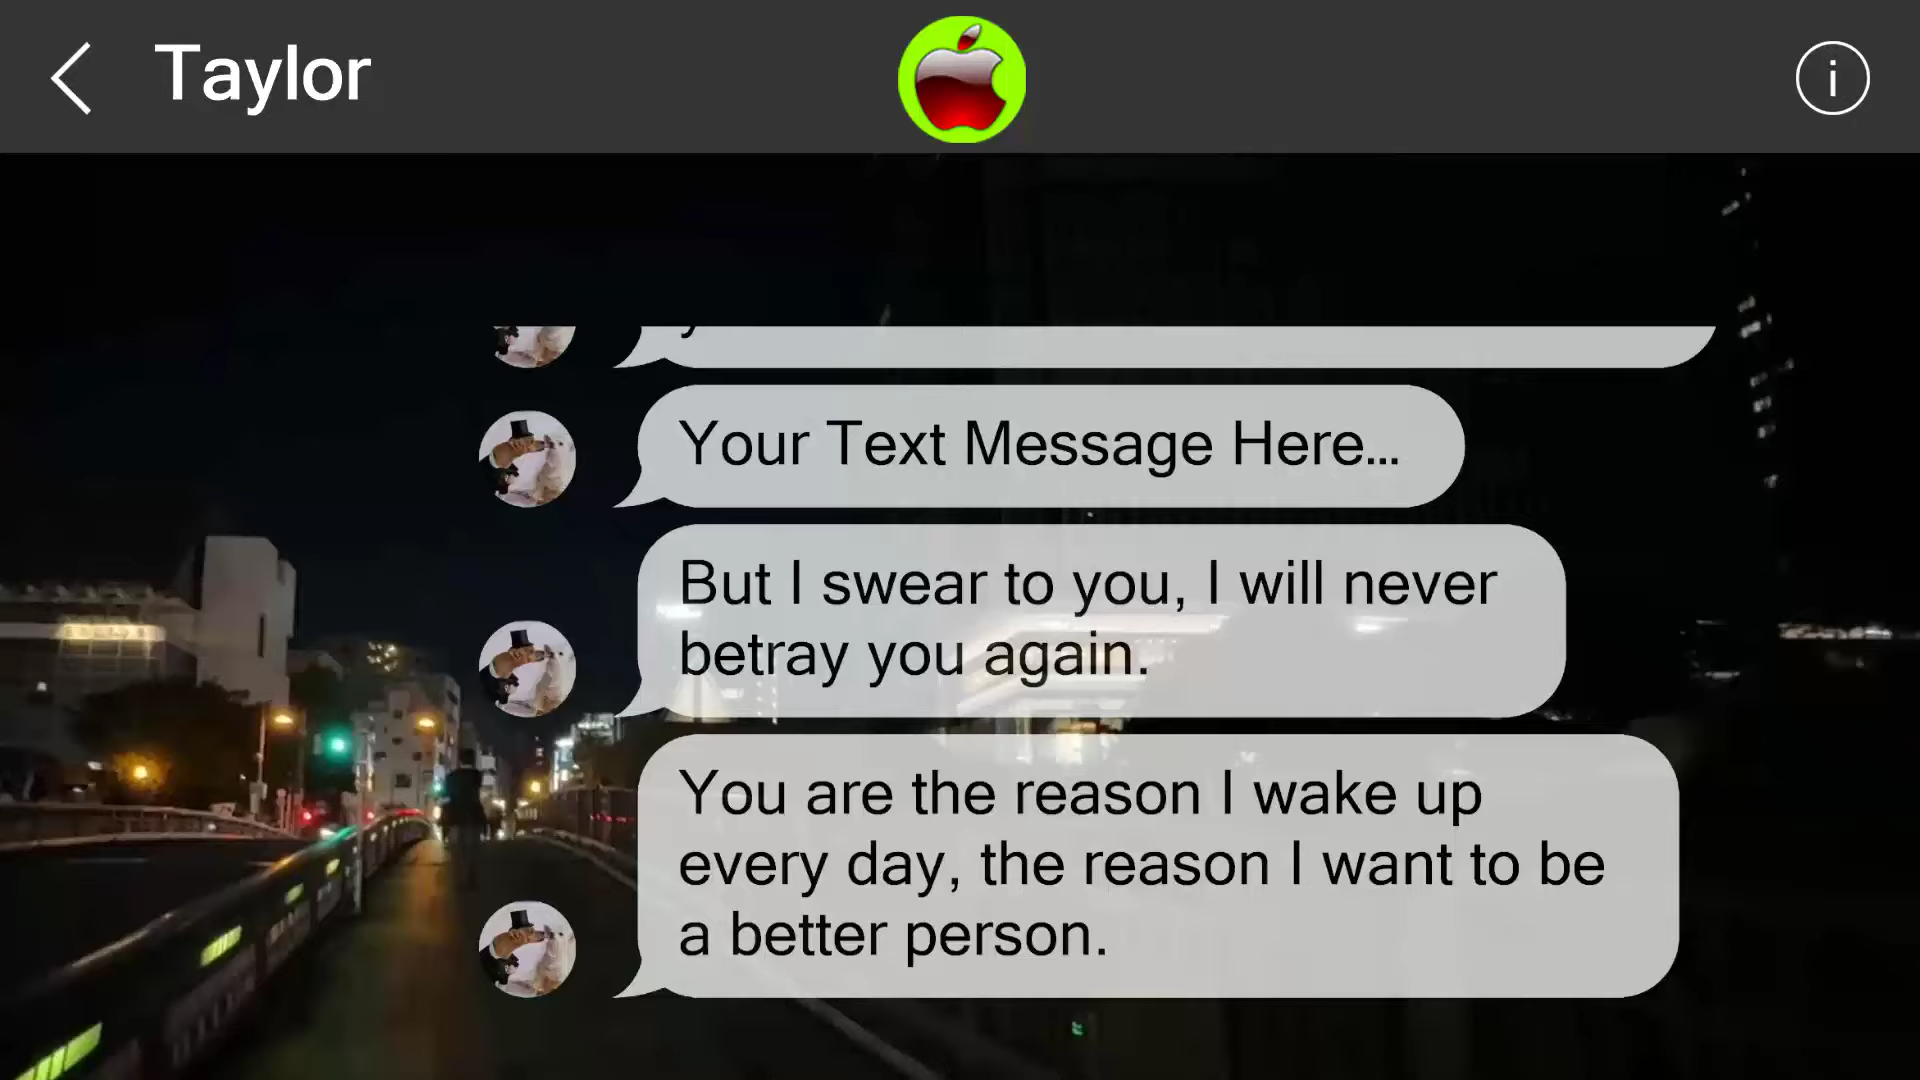 Taylor
Your Text Message Here...
But I swear to you, I will never
betray you again.
You are the reason I wake up
every day, the reason I want to be
a better person.